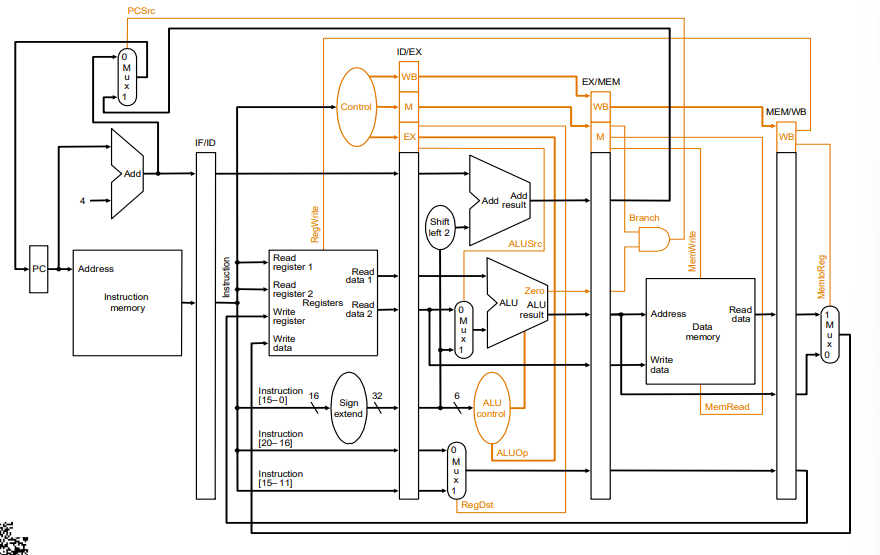 PCSrc
0
M
u
x
1
ID/EX
WB
M
EX
Control
EX/MEM
WB
M
MEM/WB
WB
IF/ID
Add
4
RegWrite
Add
Add
result
Shift
left 2
ALUSrc
Branch
MemWrite
MemtoReg
PC
Address
Instruction
memory
Instruction
Read
register 1
Read
register 2
Write
register
Write
data
Registers
Read
data 1
Read
data 2
0
M
u
x
1
Zero
ALU
ALU
result
Address
Data
memory
Read
data
Write
data
1
M
u
x
0
Instruction
[15–0]
16
Sign
extend
32
6
ALU
control
MemRead
Instruction
[20–16]
Instruction
[15–11]
0
M
u
x
1
ALUOp
RegDst